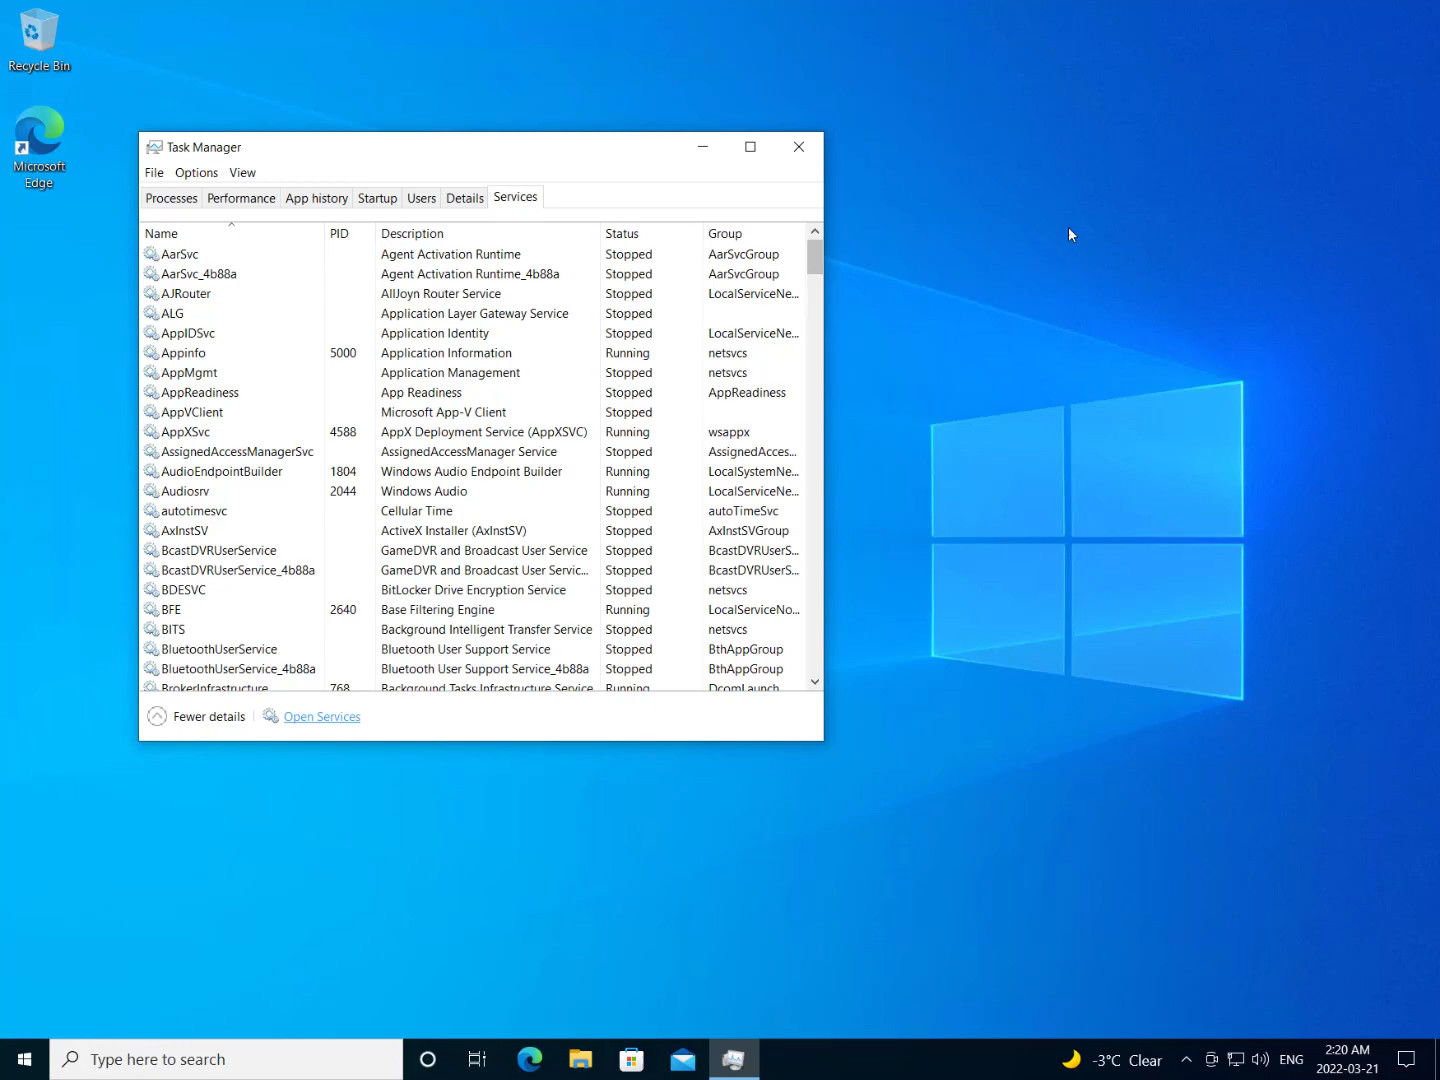 Recycle Bin
Microsoft
Edge
Task Manager
File Options View
Processes Performance App history Startup Users Details Services
Name PID Description Status Group
AarSvc Agent Activation Runtime Stopped AarSvcGroup
AarSvc_4b88a Agent Activation Runtime_4b88a Stopped AarSvcGroup
AJRouter AllJoyn Router Service Stopped LocalServiceNe...
ALG Application Layer Gateway Service Stopped
AppIDSvc Application Identity Stopped LocalServiceNe...
Appinfo 5000 Application Information Running netsvcs
AppMgmt Application Management Stopped netsvcs
AppReadiness App Readiness Stopped AppReadiness
AppVClient Microsoft App-V Client Stopped
AppXSvc 4588 AppX Deployment Service (AppXSVC) Running wsappx
AssignedAccessManagerSvc AssignedAccessManager Service Stopped AssignedAcces...
AudioEndpointBuilder 1804 Windows Audio Endpoint Builder Running LocalSystemNe...
Audiosrv 2044 Windows Audio Running LocalServiceNe...
autotimesvc Cellular Time Stopped autoTimeSvc
AxInstSV ActiveX Installer (AxInstSV) Stopped AxInstSVGroup
BcastDVRUserService GameDVR and Broadcast User Service Stopped BcastDVRUserS...
BcastDVRUserService_4b88a GameDVR and Broadcast User Servic... Stopped BcastDVRUserS...
BDESVC BitLocker Drive Encryption Service Stopped netsvcs
BFE 2640 Base Filtering Engine Running LocalServiceNo...
BITS Background Intelligent Transfer Service Stopped netsvcs
BluetoothUserService Bluetooth User Support Service Stopped BthAppGroup
BluetoothUserService_4b88a Bluetooth User Support Service_4b88a Stopped BthAppGroup
BrokerInfrastructure 768 Background Tasks Infrastructure Service Running DcomLaunch
Fewer details Open Services
Type here to search
-3°C Clear ENG
2:20 AM
2022-03-21